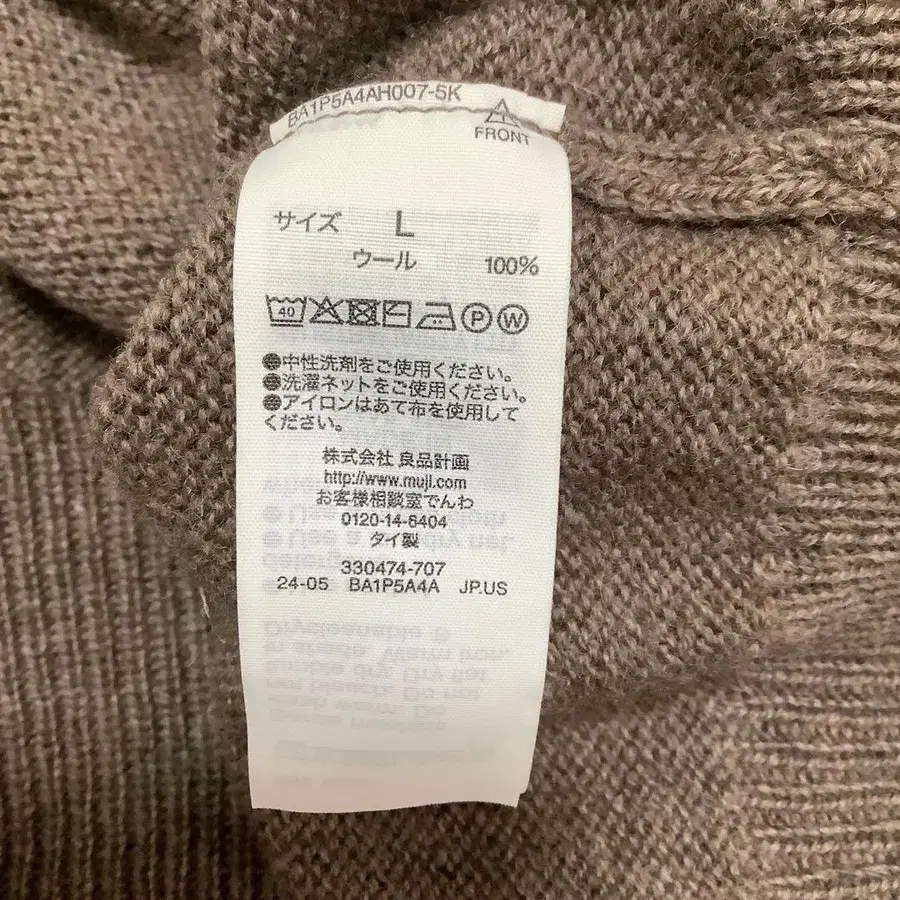 BA1P5A4AH007-5K
FRONT
サイズ L
ウール 100%
40 P W
●中性洗剤をご使用ください。
●洗濯ネットをご使用ください。
●アイロンはあて布を使用して
ください。
株式会社 良品計画
http://www.muji.com
お客様相談室でんわ
0120-14-6404
タイ製
330474-707
24-05 BA1P5A4A JP.US